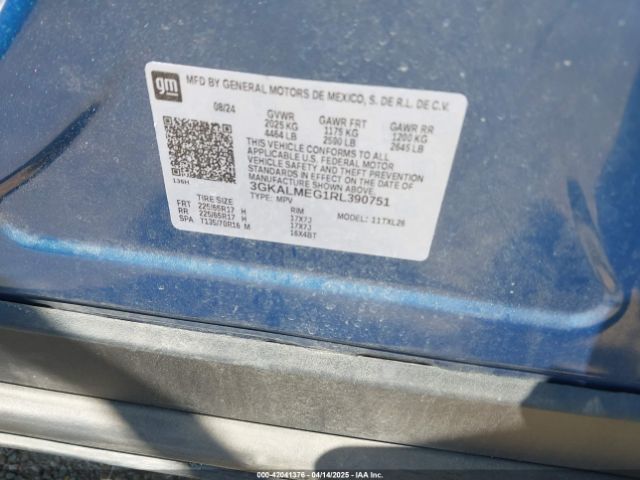 gm
MFD BY GENERAL MOTORS DE MEXICO, S. DE R.L. DE C.V.
08/24 GVWR GAWR FRT GAWR RR
2025 KG 1175 KG 1200 KG
4464 LB 2590 LB 2645 LB
THIS VEHICLE CONFORMS TO ALL
APPLICABLE U.S. FEDERAL MOTOR
VEHICLE SAFETY AND THEFT PREVENTION
STANDARDS IN EFFECT ON THE DATE OF
MANUFACTURE SHOWN ABOVE.
136H
3GKALMEG1RL390751
TYPE: MPV
TIRE SIZE RIM MODEL: 11TXL26
FRT 225/65R17 H 17X7J
RR 225/65R17 H 17X7J
SPA T135/70R16 M 16X4BT
000-42041376 04/14/2025 IAAI.COM